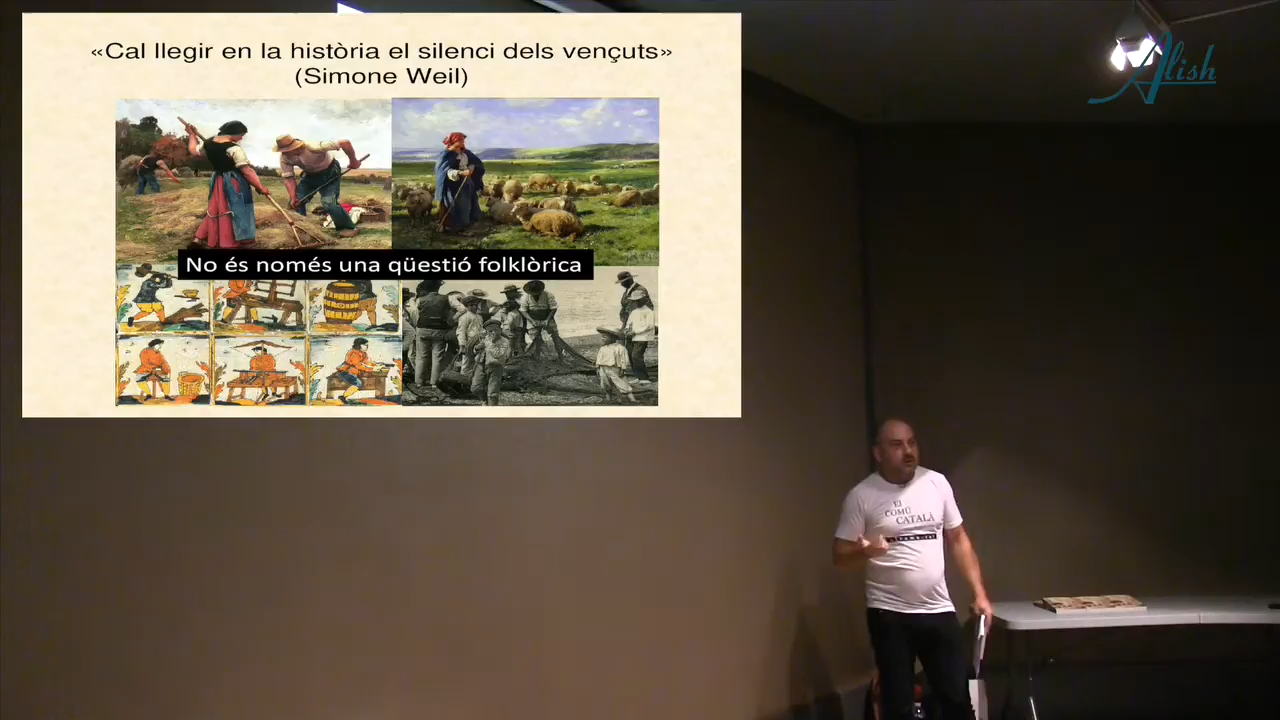 «Cal llegir en la història el silenci dels vençuts»
(Simone Weil)
No és només una qüestió folklòrica
Alish
El
COMÚ
CATALÀ